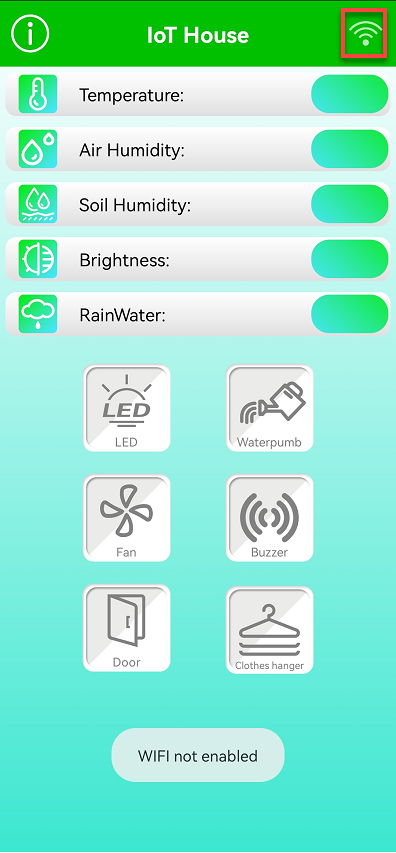 IoT House
Temperature:
Air Humidity:
Soil Humidity:
Brightness:
RainWater:
LED
LED
Waterpumb
Fan
Buzzer
Door
Clothes hanger
WIFI not enabled